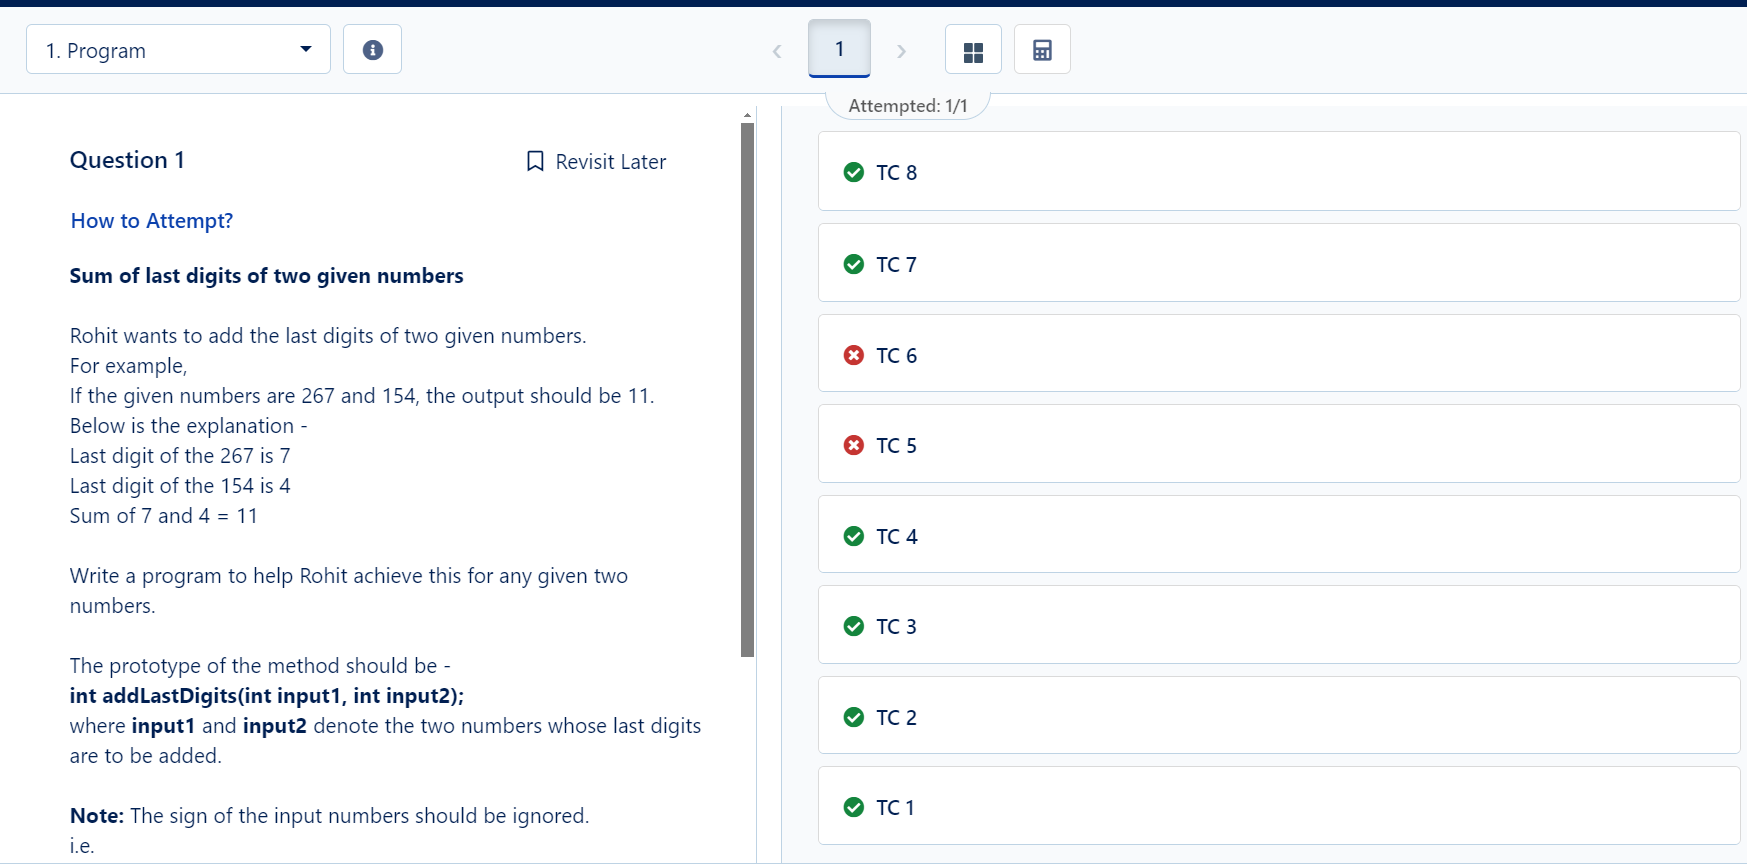 1. Program
1
Attempted: 1/1
Question 1
Revisit Later
How to Attempt?
Sum of last digits of two given numbers
Rohit wants to add the last digits of two given numbers.
For example,
If the given numbers are 267 and 154, the output should be 11.
Below is the explanation -
Last digit of the 267 is 7
Last digit of the 154 is 4
Sum of 7 and 4 = 11
Write a program to help Rohit achieve this for any given two
numbers.
The prototype of the method should be -
int addLastDigits(int input1, int input2);
where input1 and input2 denote the two numbers whose last digits
are to be added.
Note: The sign of the input numbers should be ignored.
i.e.
TC 8
TC 7
TC 6
TC 5
TC 4
TC 3
TC 2
TC 1